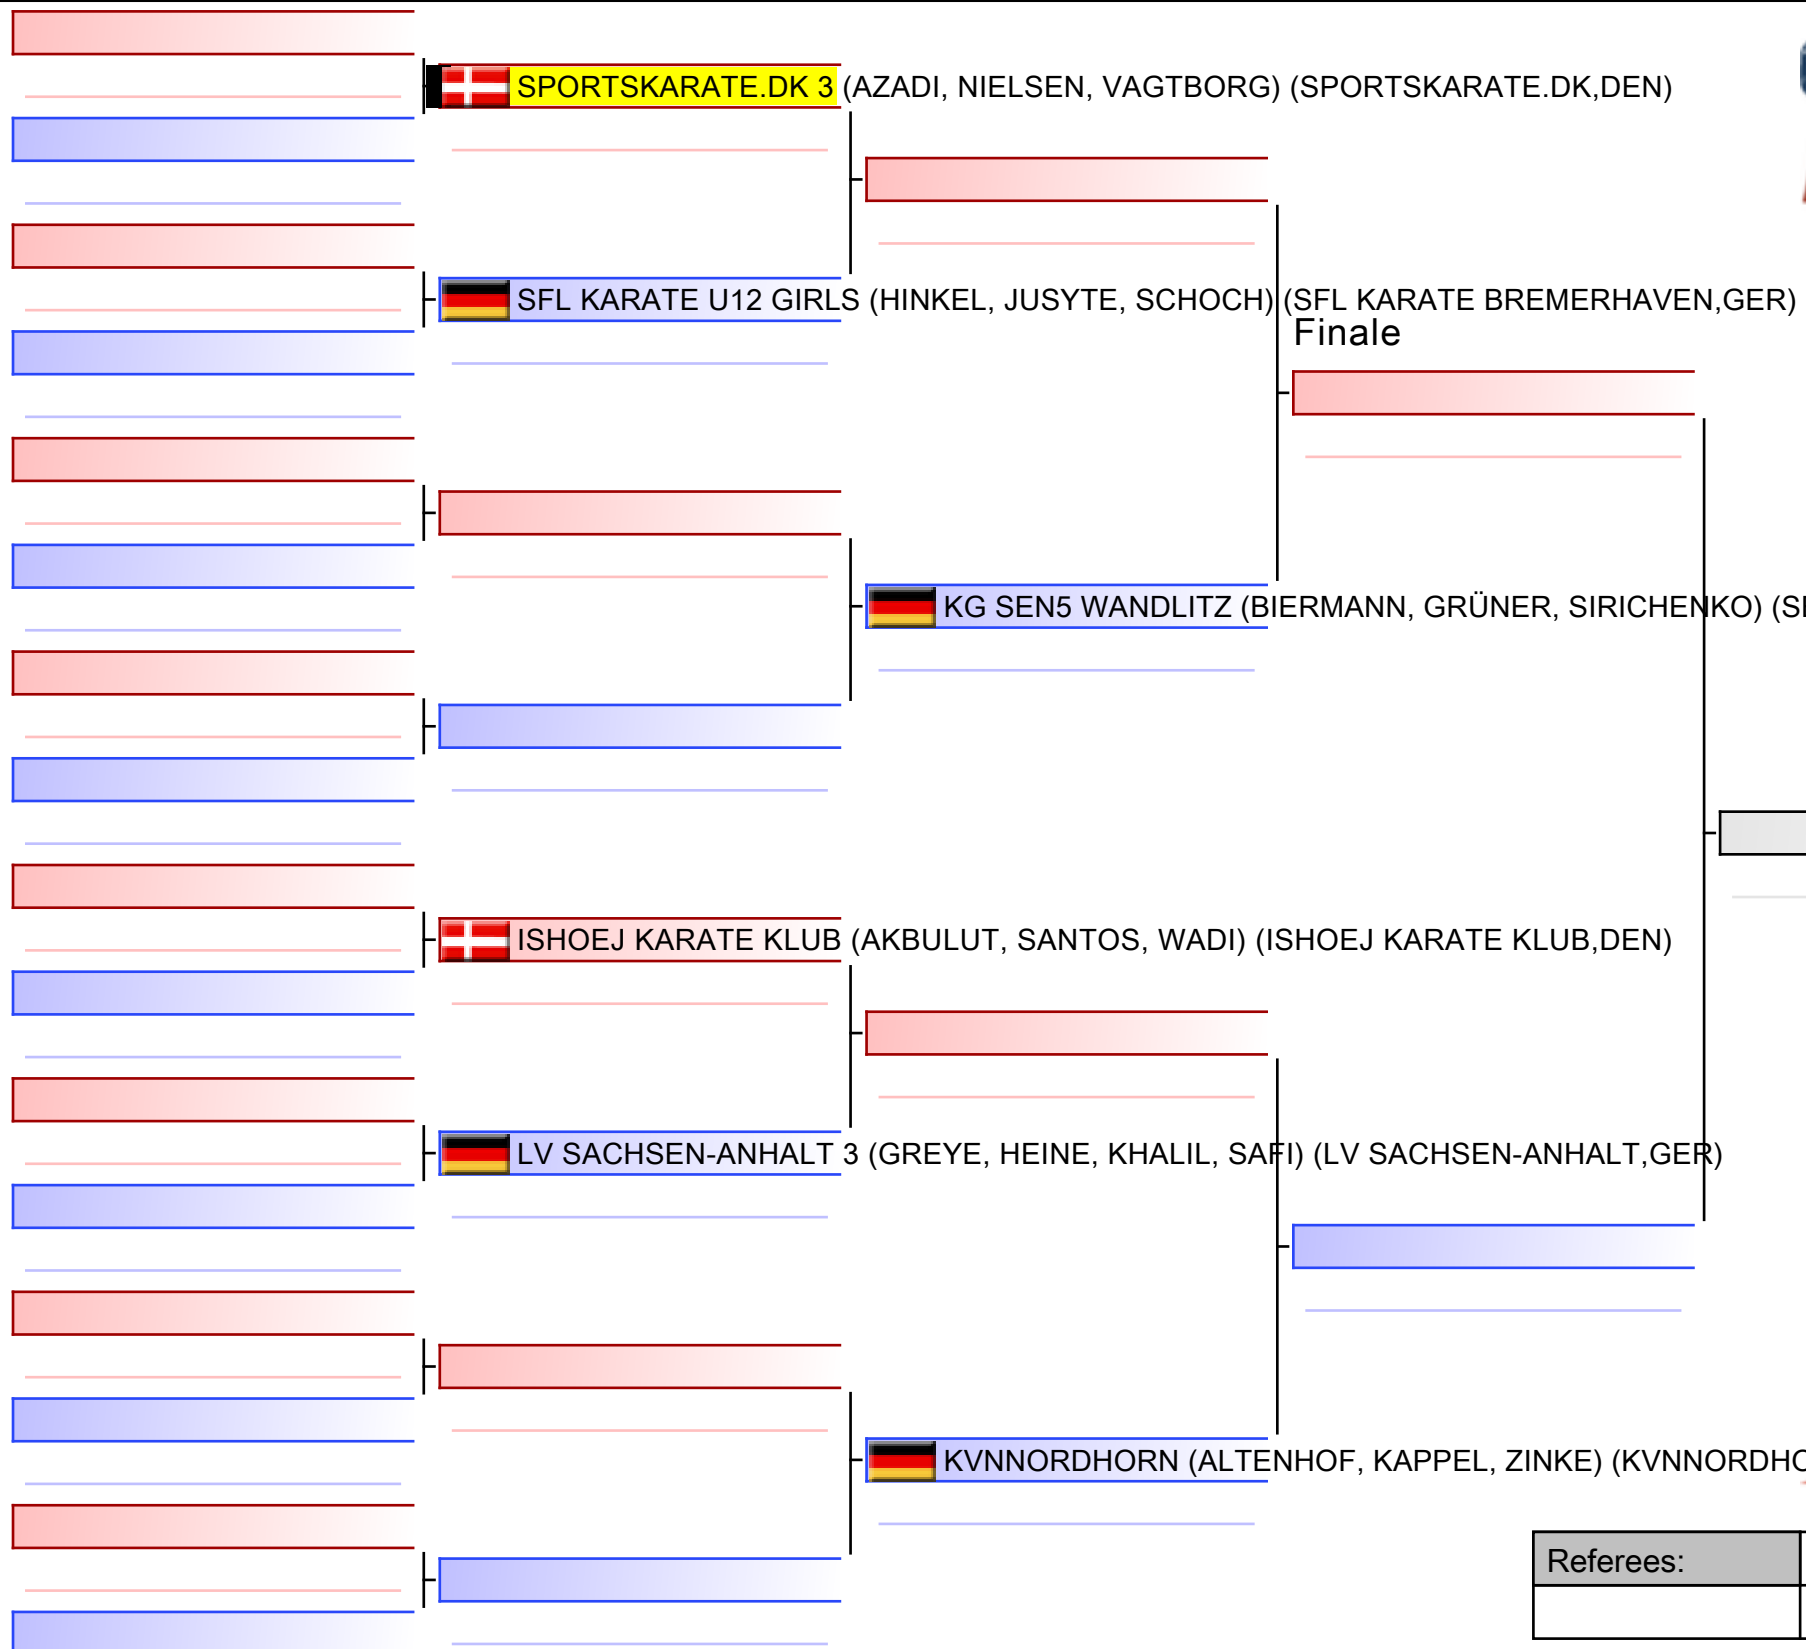 SPORTSKARATE.DK 3 (AZADI, NIELSEN, VAGTBORG) (SPORTSKARATE.DK,DEN)
SFL KARATE U12 GIRLS (HINKEL, JUSYTE, SCHOCH) (SFL KARATE BREMERHAVEN,GER)
Finale
KG SEN5 WANDLITZ (BIERMANN, GRÜNER, SIRICHENKO)
ISHOEJ KARATE KLUB (AKBULUT, SANTOS, WADI) (ISHOEJ KARATE KLUB,DEN)
LV SACHSEN-ANHALT 3 (GREYE, HEINE, KHALIL, SAFI) (LV SACHSEN-ANHALT,GER)
KVNNORDHORN (ALTENHOF, KAPPEL, ZINKE)
Referees: